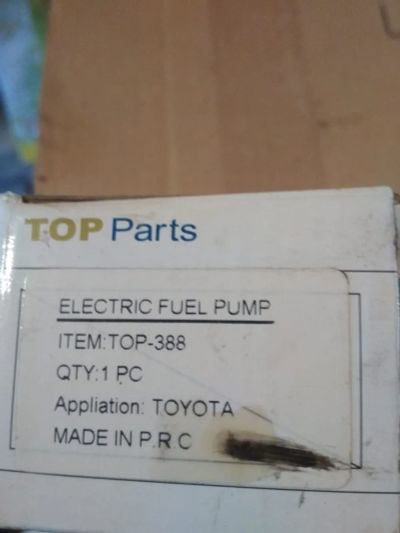 TOP Parts
ELECTRIC FUEL PUMP
ITEM:TOP-388
QTY:1 PC
Appliation: TOYOTA
MADE IN P.R.C